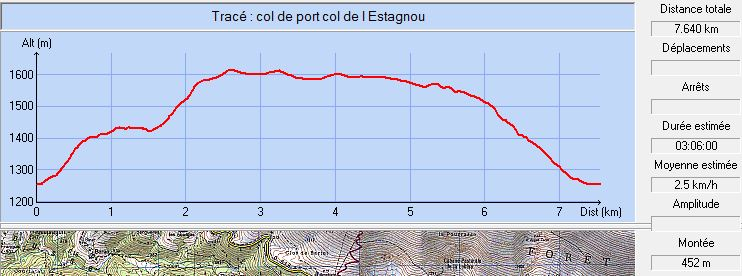 Tracé : col de port col de l Estagnou
Alt (m)
1600
1500
1400
1300
1200
0 1 2 3 4 5 6 7 Dist (km)
Distance totale
7.640 km
Déplacements
Arrêts
Durée estimée
03:06:00
Moyenne estimée
2.5 km/h
Amplitude
Montée
452 m
FORÊT